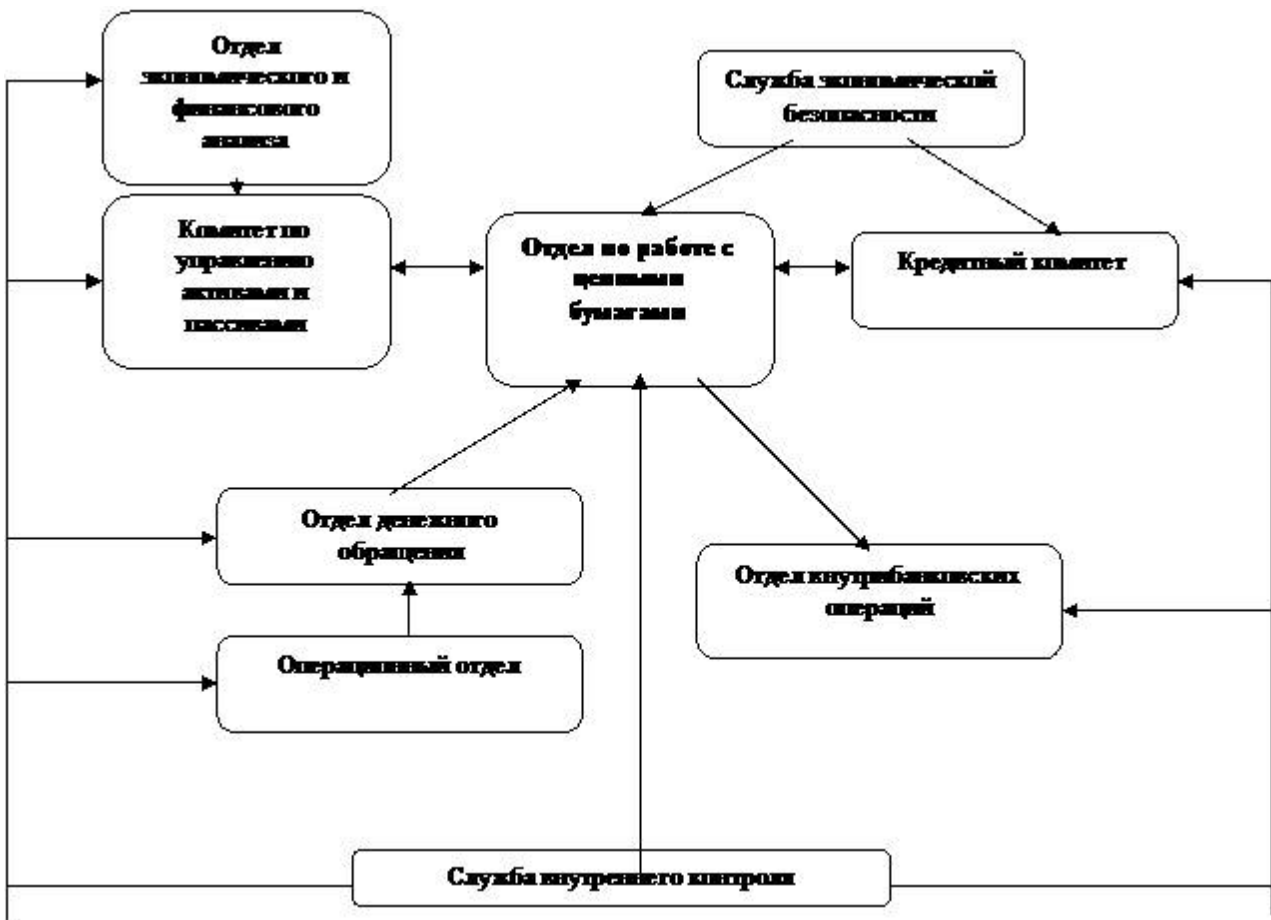 Отдел
экономического и
финансового
анализа
Служба экономической
безопасности
Комитет по
управлению
активами и
пассивами
Отдел по работе с
ценными
бумагами
Кредитный комитет
Отдел денежного
обращения
Отдел внутрибанковских
операций
Операционный отдел
Служба внутреннего контроля